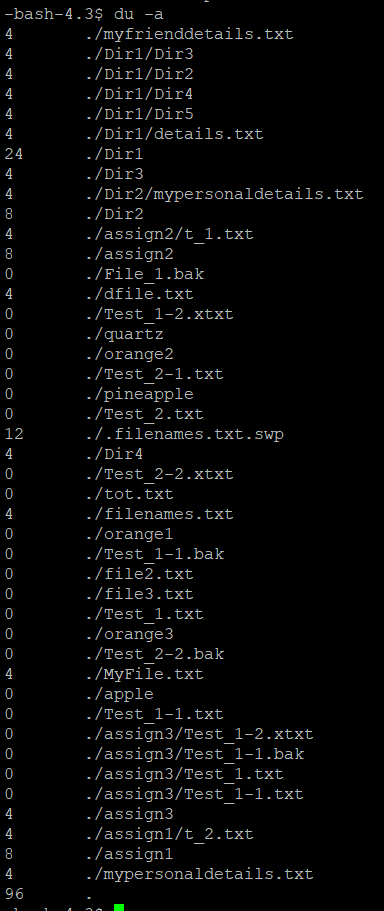 -bash-4.3$ du -a
4 ./myfrienddetails.txt
4 ./Dir1/Dir3
4 ./Dir1/Dir2
4 ./Dir1/Dir4
4 ./Dir1/Dir5
4 ./Dir1/details.txt
24 ./Dir1
4 ./Dir3
4 ./Dir2/mypersonaldetails.txt
8 ./Dir2
4 ./assign2/t_1.txt
8 ./assign2
0 ./File_1.bak
4 ./dfile.txt
0 ./Test_1-2.xtxt
0 ./quartz
0 ./orange2
0 ./Test_2-1.txt
0 ./pineapple
0 ./Test_2.txt
12 ./.filenames.txt.swp
4 ./Dir4
0 ./Test_2-2.xtxt
0 ./tot.txt
4 ./filenames.txt
0 ./orange1
0 ./Test_1-1.bak
0 ./file2.txt
0 ./file3.txt
0 ./Test_1.txt
0 ./orange3
0 ./Test_2-2.bak
4 ./MyFile.txt
0 ./apple
0 ./Test_1-1.txt
0 ./assign3/Test_1-2.xtxt
0 ./assign3/Test_1-1.bak
0 ./assign3/Test_1.txt
0 ./assign3/Test_1-1.txt
4 ./assign3
4 ./assign1/t_2.txt
8 ./assign1
4 ./mypersonaldetails.txt
96 .
-bash-4.3$